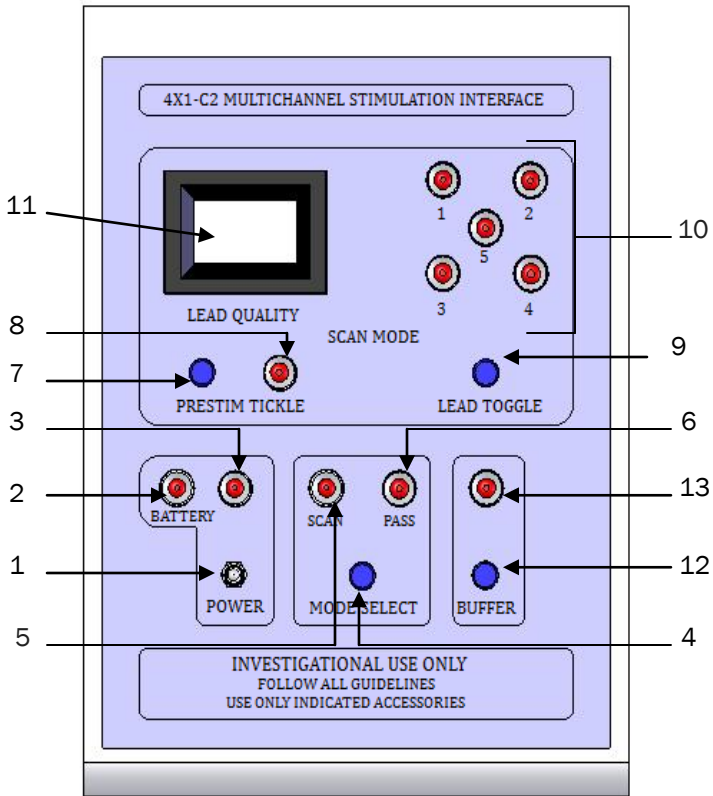 4X1-C2 MULTICHANNEL STIMULATION INTERFACE
11
1
2
10
5
3
4
LEAD QUALITY
8
SCAN MODE
9
7
PRESTIM TICKLE
LEAD TOGGLE
3
6
2
13
BATTERY
SCAN
PASS
1
12
POWER
MODE SELECT
BUFFER
5
4
INVESTIGATIONAL USE ONLY
FOLLOW ALL GUIDELINES
USE ONLY INDICATED ACCESSORIES